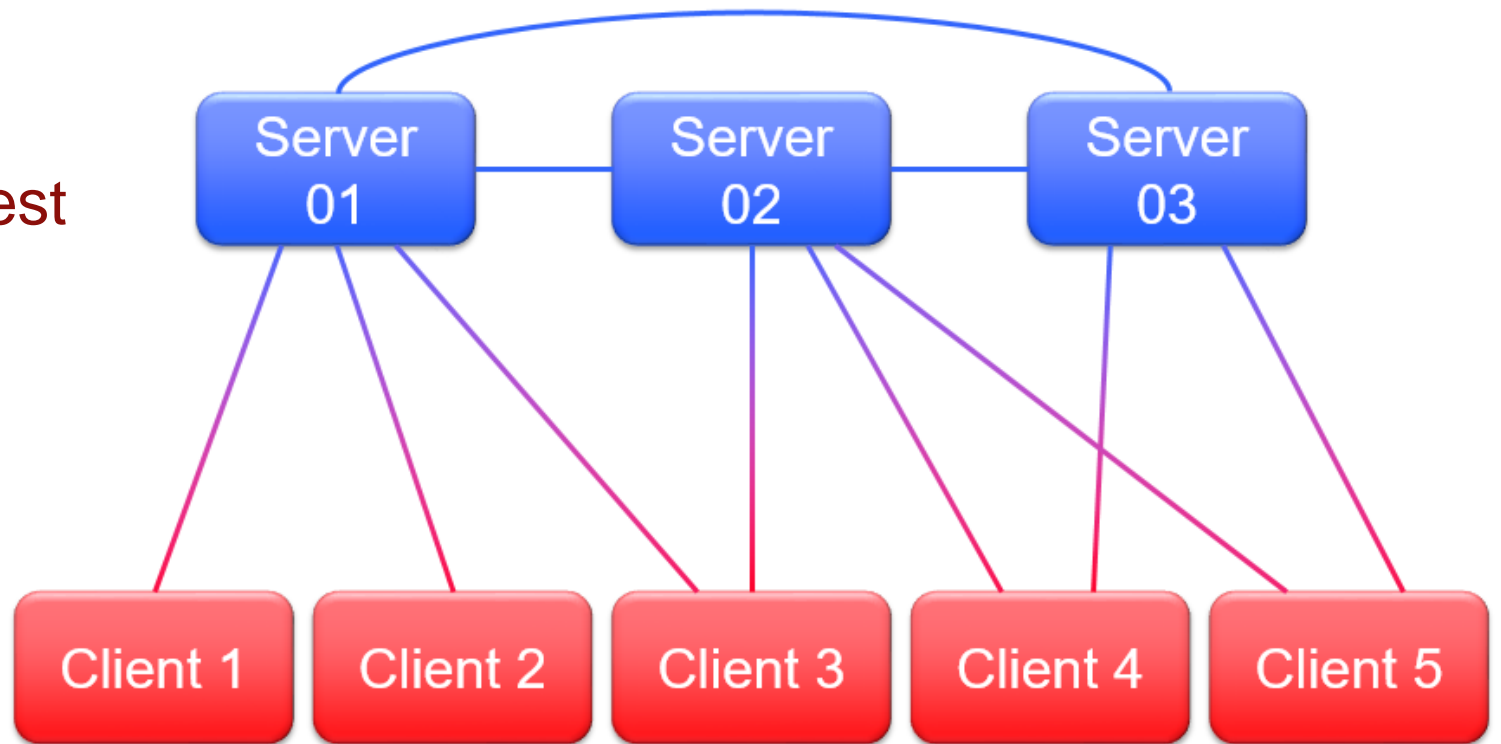 Server
01
Server
02
Server
03
est
Client 1
Client 2
Client 3
Client 4
Client 5